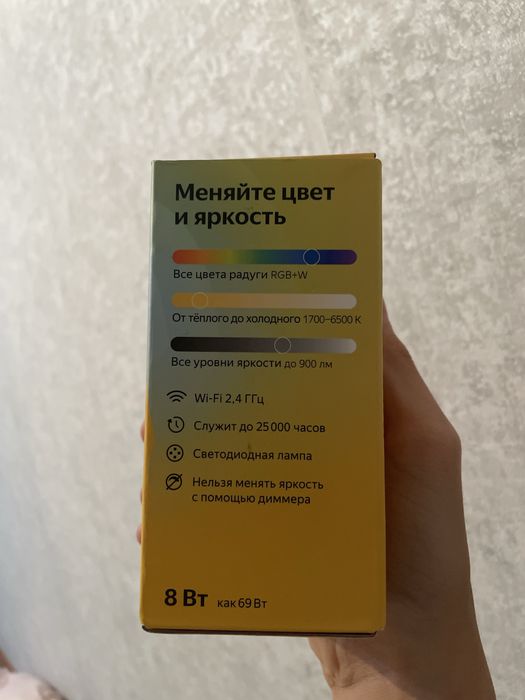 Меняйте цвет
и яркость
Все цвета радуги RGB+W
От тёплого до холодного 1700–6500 K
Все уровни яркости до 900 лм
Wi-Fi 2,4 ГГц
Служит до 25 000 часов
Светодиодная лампа
Нельзя менять яркость
с помощью диммера
8 Вт как 69 Вт